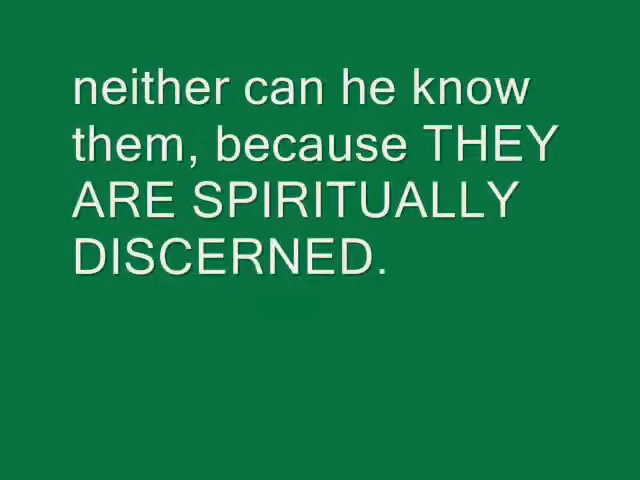 neither can he know
them, because THEY
ARE SPIRITUALLY
DISCERNED.